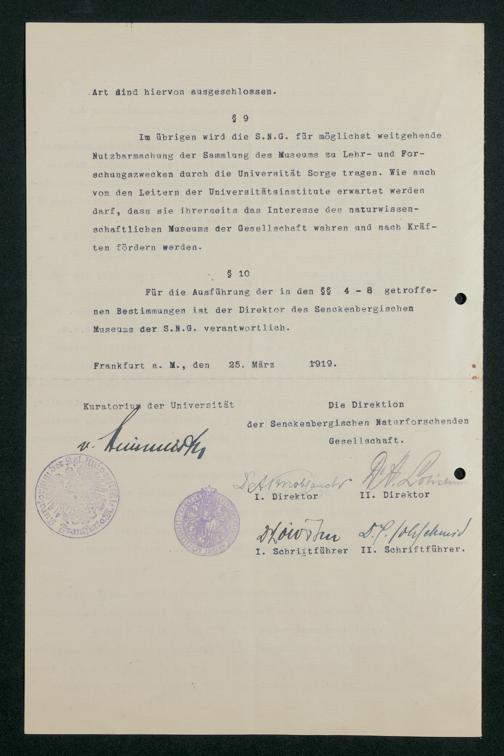 Art sind hiervon ausgeschlossen.
§ 9
Im übrigen wird die S.N.G. für möglichst weitgehende
Nutzbarmachung der Sammlung des Museums zu Lehr- und For-
schungszwecken durch die Universität Sorge tragen. Wie auch
von den Leitern der Universitätsinstitute erwartet werden
darf, dass sie ihrerseits das Interesse des naturwissen-
schaftlichen Museums der Gesellschaft wahren und nach Kräf-
ten fördern werden.
§ 10
Für die Ausführung der in den §§ 4 - 8 getroffe-
nen Bestimmungen ist der Direktor des Senckenbergischen
Museums der S.N.G. verantwortlich.
Frankfurt a. M., den 25. März 1919.
Kuratorium der Universität
Die Direktion
der Senckenbergischen Naturforschenden
Gesellschaft.
I. Direktor II. Direktor
I. Schriftführer II. Schriftführer.